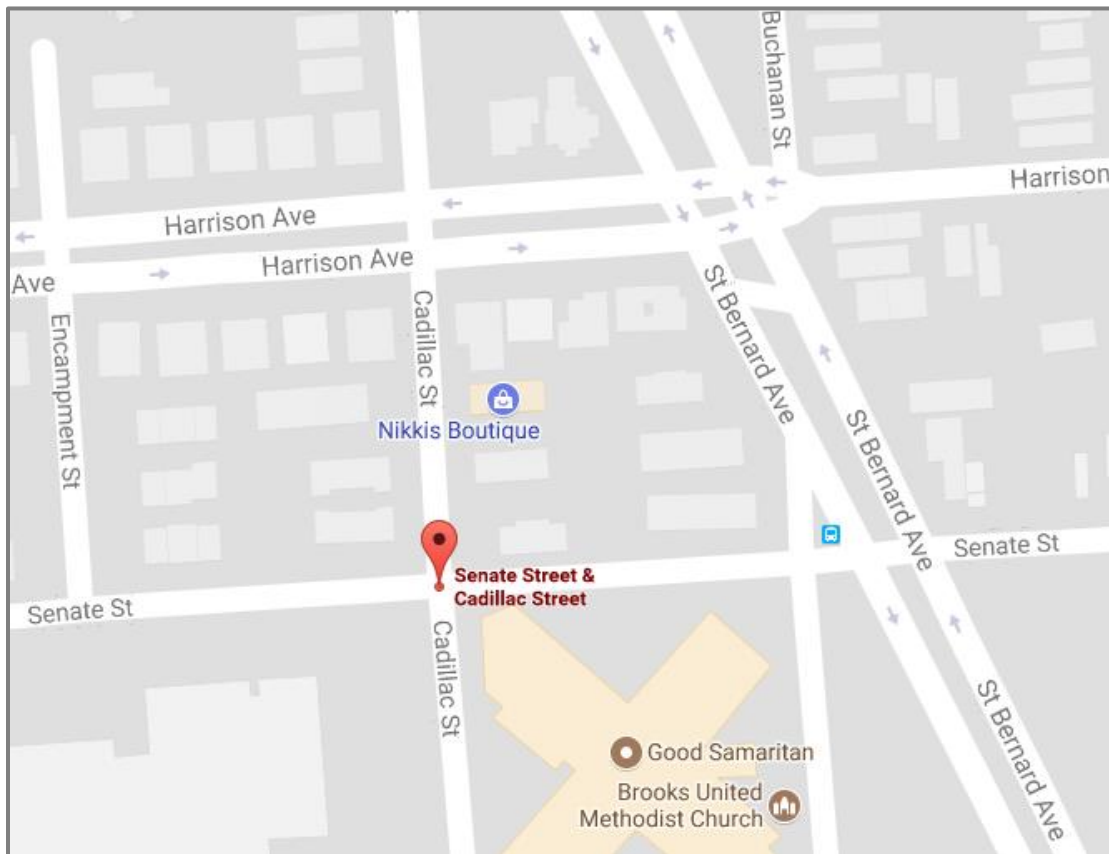 Buchanan St
Harrison
Harrison Ave
Harrison Ave
Ave
St Bernard Ave
Cadillac St
Encampment St
Nikkis Boutique
St Bernard Ave
Senate St
Senate Street &
Cadillac Street
Senate St
Cadillac St
St Bernard Ave
Good Samaritan
Brooks United
Methodist Church